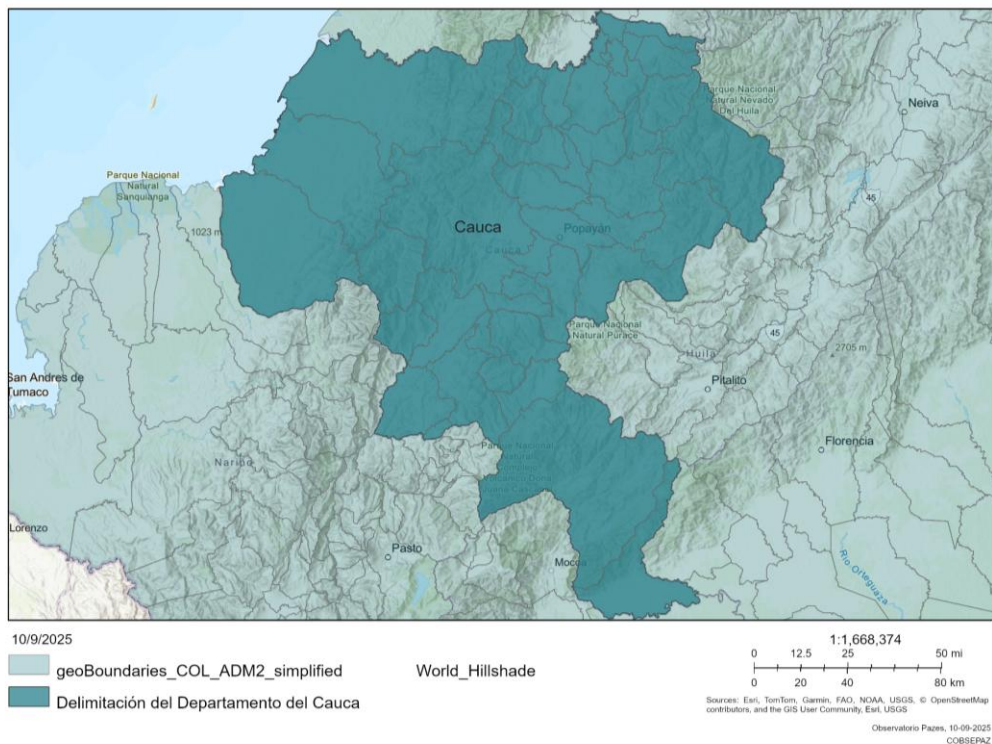 Parque Nacional
Natural Nevado
Del Huila
Neiva
Parque Nacional
Natural
Sanquianga
45
1023 m
Cauca
Popayán
Cauca
Parque Nacional
Natural Puracé
45
2705 m
Huila
San Andres de
Tumaco
Pitalito
Florencia
Parque Nacional
Natural
Nariño
Lorenzo
Pasto
Mocoa
Río Orteguaza
10/9/2025
1:1,668,374
geoBoundaries_COL_ADM2_simplified
World_Hillshade
0 12.5 25 50 mi
0 20 40 80 km
Delimitación del Departamento del Cauca
Sources: Esri, TomTom, Garmin, FAO, NOAA, USGS, © OpenStreetMap
contributors, and the GIS User Community, Esri, USGS
Observatorio Pazes, 10-09-2025
COBSEPAZ